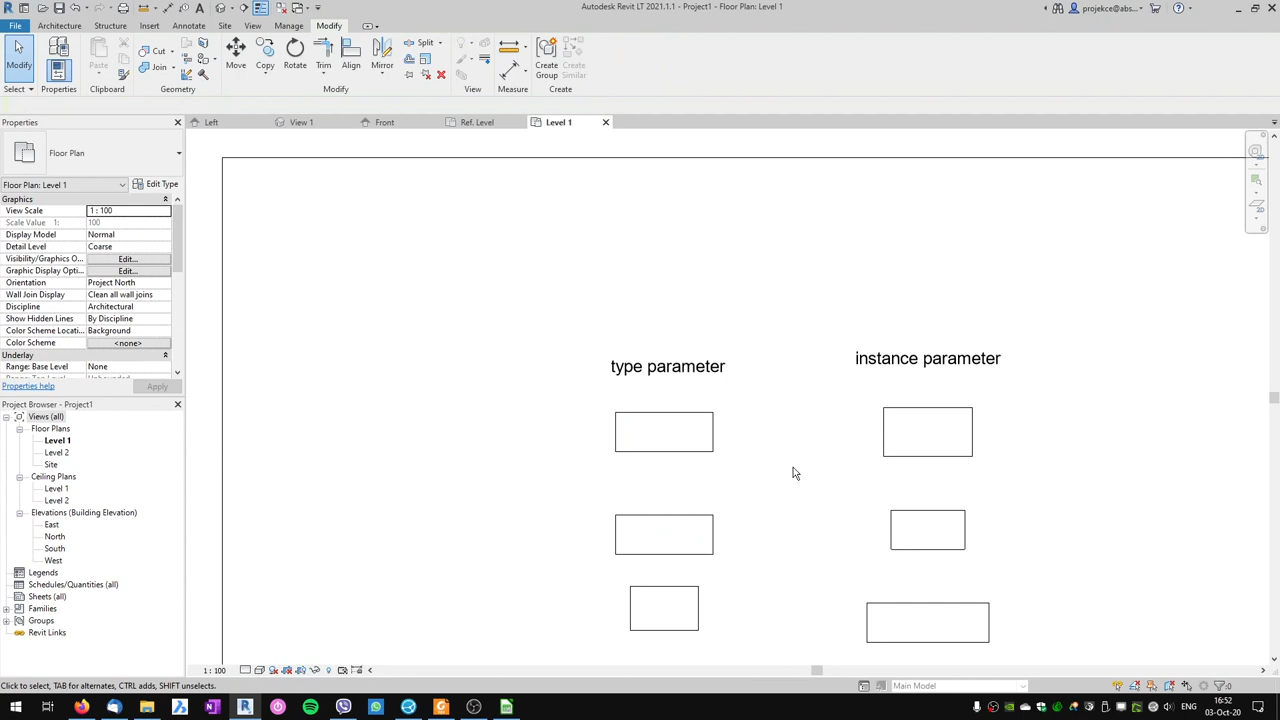 Autodesk Revit LT 2021.1.1 - Project1 - Floor Plan: Level 1
projekce@abs...
File Architecture Structure Insert Annotate Site View Manage Modify
Modify Paste Cut Join Move Copy Rotate Trim Align Mirror Split Create Group Create Similar
Select Properties Clipboard Geometry Modify View Measure Create
Properties
Left View 1 Front Ref. Level Level 1
Floor Plan
Floor Plan: Level 1 Edit Type
Graphics
View Scale 1 : 100
Scale Value 1: 100
Display Model Normal
Detail Level Coarse
Visibility/Graphics O... Edit...
Graphic Display Opti... Edit...
Orientation Project North
Wall Join Display Clean all wall joins
Discipline Architectural
Show Hidden Lines By Discipline
Color Scheme Locati... Background
Color Scheme <none>
Underlay
Range: Base Level None
Properties help Apply
Project Browser - Project1
Views (all)
Floor Plans
Level 1
Level 2
Site
Ceiling Plans
Level 1
Level 2
Elevations (Building Elevation)
East
North
South
West
Legends
Schedules/Quantities (all)
Sheets (all)
Families
Groups
Revit Links
type parameter
instance parameter
1 : 100
Click to select, TAB for alternates, CTRL adds, SHIFT unselects.
Main Model
:0
ENG
16:52
03-Oct-20